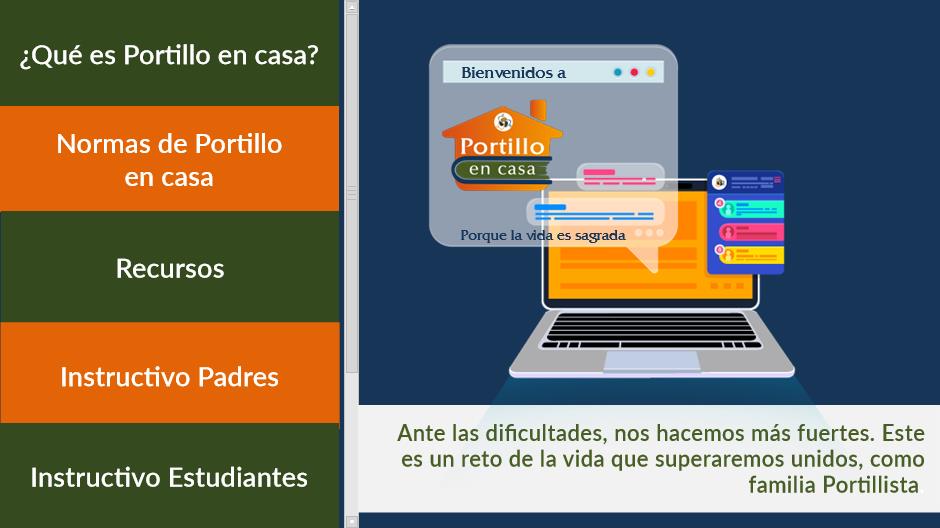 ¿Qué es Portillo en casa?
Normas de Portillo
en casa
Recursos
Instructivo Padres
Instructivo Estudiantes
Bienvenidos a
Portillo
en casa
Porque la vida es sagrada
Ante las dificultades, nos hacemos más fuertes. Este
es un reto de la vida que superaremos unidos, como
familia Portillista